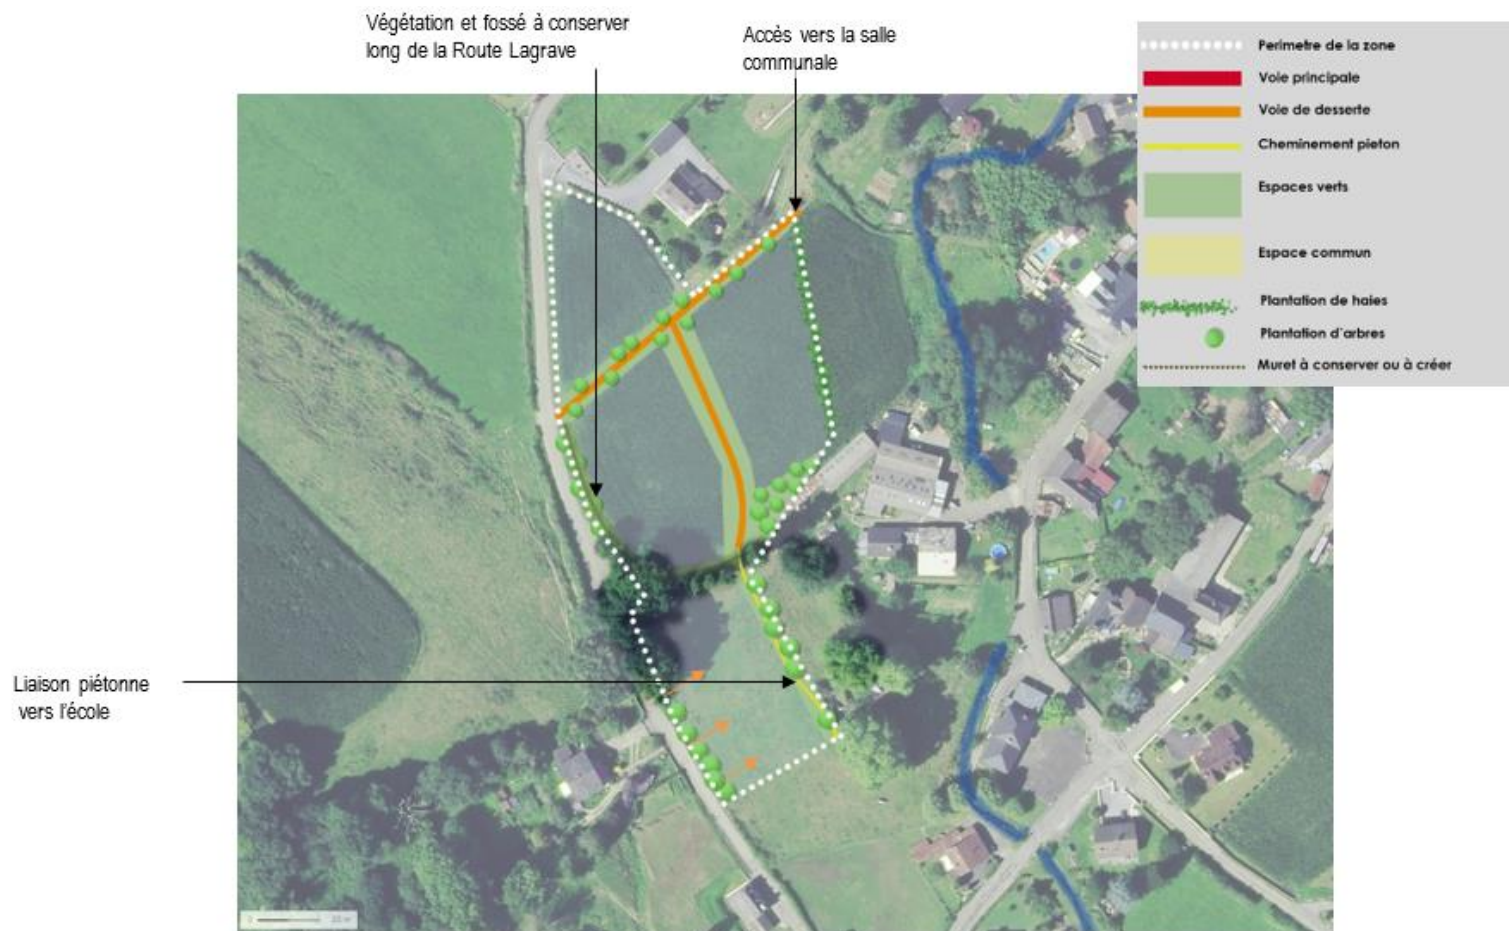 Végétation et fossé à conserver
long de la Route Lagrave
Accès vers la salle
communale
Perimetre de la zone
Voie principale
Voie de desserte
Cheminement pieton
Espaces verts
Espace commun
Plantation de haies
Plantation d'arbres
Muret à conserver ou à créer
Liaison piétonne
vers l'école
0